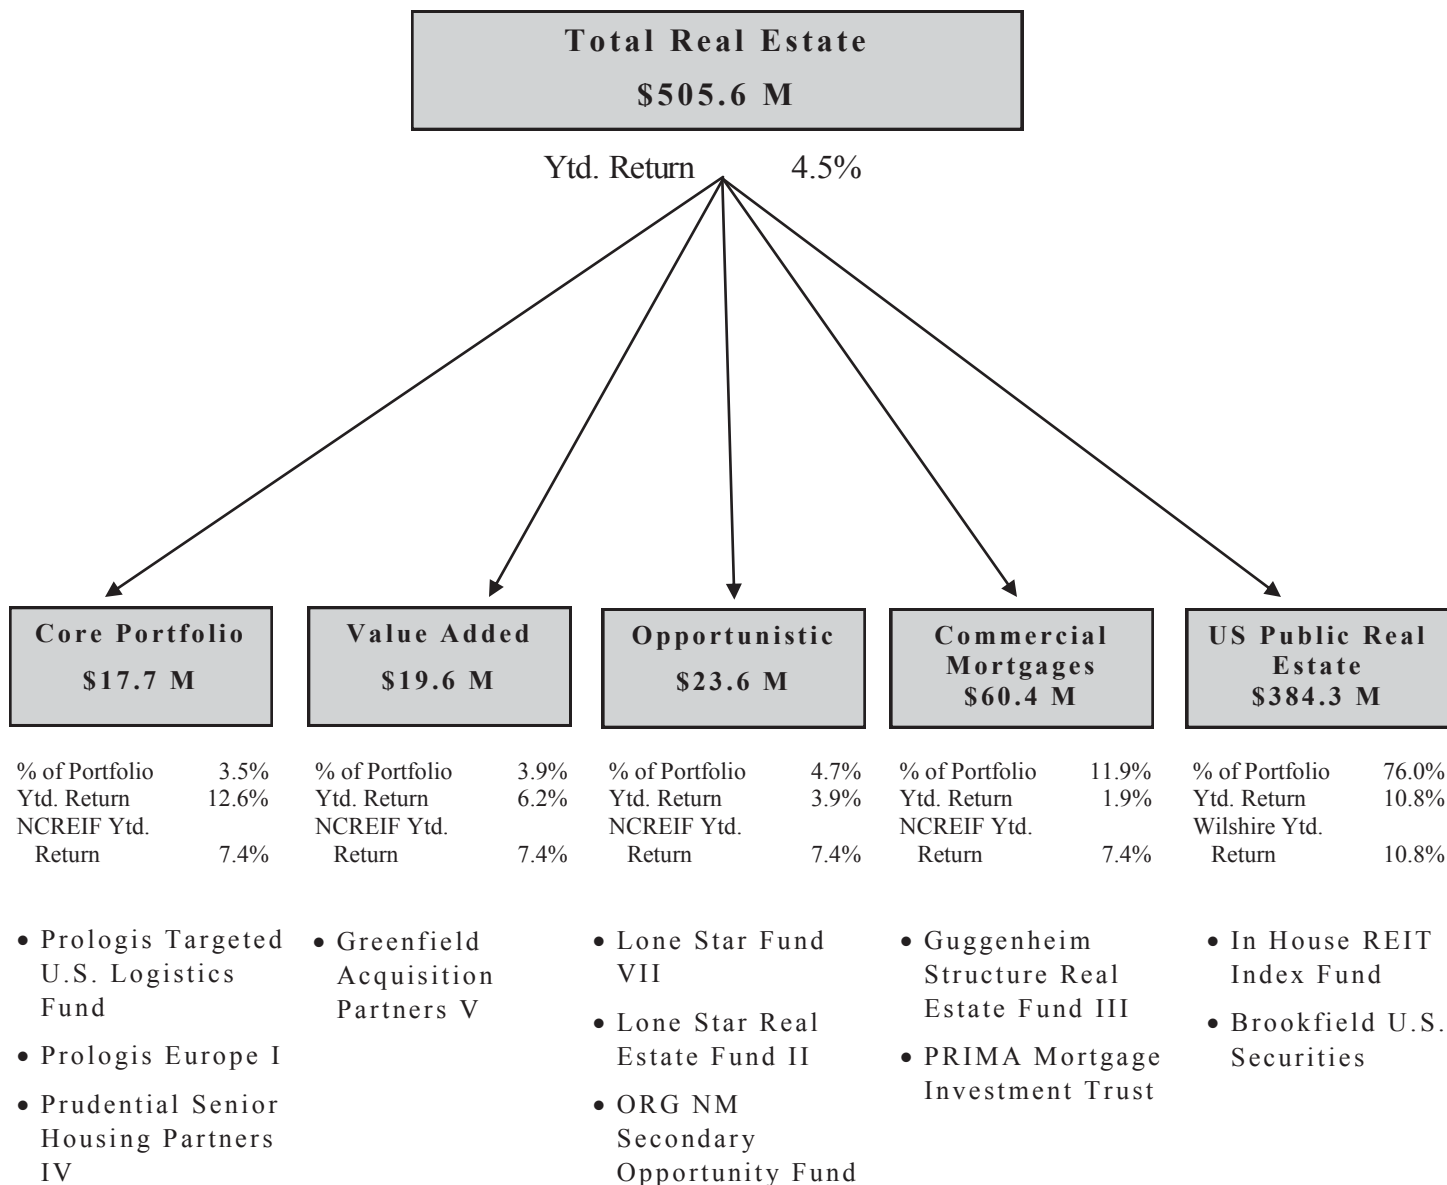 Total Real Estate
$505.6 M
Ytd. Return 4.5%
Core Portfolio
$17.7 M
% of Portfolio 3.5%
Ytd. Return 12.6%
NCREIF Ytd.
Return 7.4%
• Prologis Targeted
U.S. Logistics
Fund
• Prologis Europe I
• Prudential Senior
Housing Partners
IV
Value Added
$19.6 M
% of Portfolio 3.9%
Ytd. Return 6.2%
NCREIF Ytd.
Return 7.4%
• Greenfield
Acquisition
Partners V
Opportunistic
$23.6 M
% of Portfolio 4.7%
Ytd. Return 3.9%
NCREIF Ytd.
Return 7.4%
• Lone Star Fund
VII
• Lone Star Real
Estate Fund II
• ORG NM
Secondary
Opportunity Fund
Commercial
Mortgages
$60.4 M
% of Portfolio 11.9%
Ytd. Return 1.9%
NCREIF Ytd.
Return 7.4%
• Guggenheim
Structure Real
Estate Fund III
• PRIMA Mortgage
Investment Trust
US Public Real
Estate
$384.3 M
% of Portfolio 76.0%
Ytd. Return 10.8%
Wilshire Ytd.
Return 10.8%
• In House REIT
Index Fund
• Brookfield U.S.
Securities